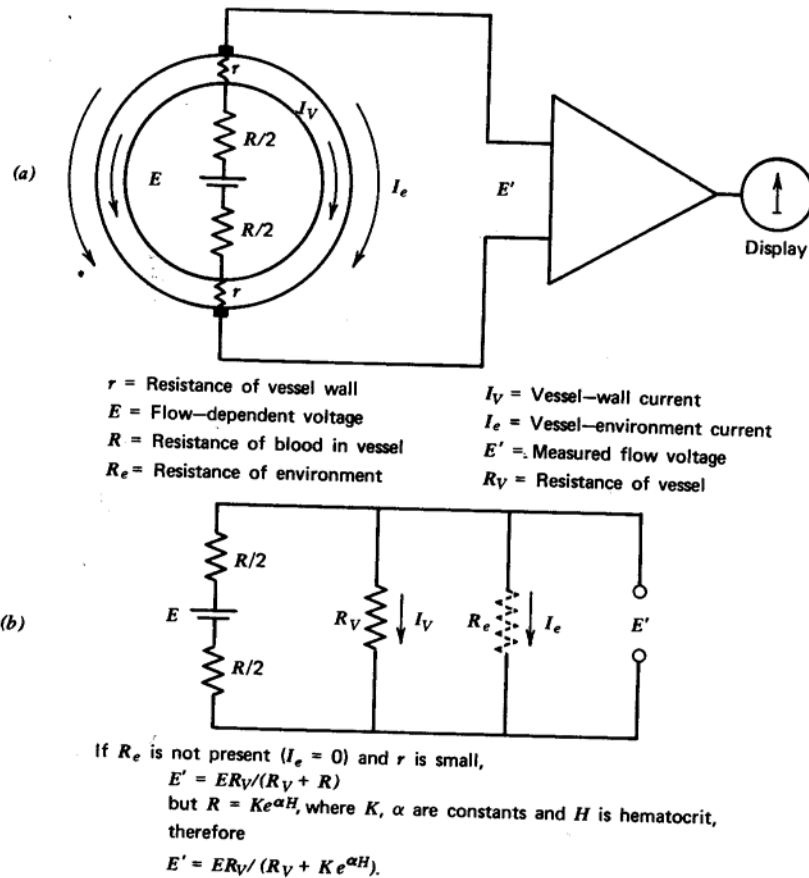 (a)
r
I_V
R/2
E
R/2
r
I_e
E'
Display
r = Resistance of vessel wall
E = Flow–dependent voltage
R = Resistance of blood in vessel
R_e = Resistance of environment
I_V = Vessel–wall current
I_e = Vessel–environment current
E' = Measured flow voltage
R_V = Resistance of vessel
(b)
R/2
E
R/2
R_V
I_V
R_e
I_e
E'
If R_e is not present (I_e = 0) and r is small,
E' = ER_V/(R_V + R)
but R = Ke^{αH}, where K, α are constants and H is hematocrit,
therefore
E' = ER_V/ (R_V + Ke^{αH}).